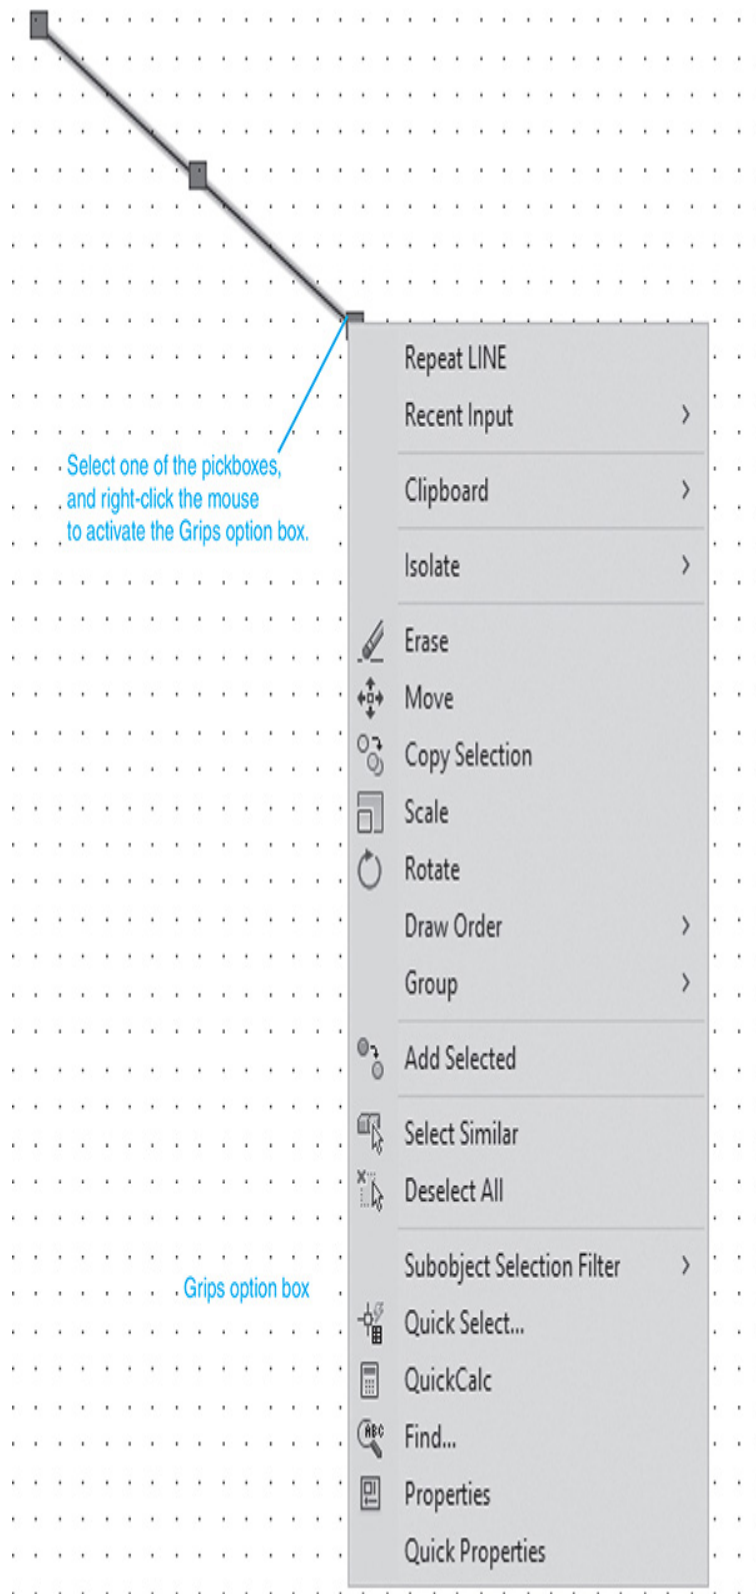 Repeat LINE
Recent Input
Select one of the pickboxes,
and right-click the mouse
to activate the Grips option box.
Clipboard
Isolate
Erase
Move
Copy Selection
Scale
Rotate
Draw Order
Group
Add Selected
Select Similar
Deselect All
Subobject Selection Filter
Grips option box
Quick Select...
QuickCalc
ABC
Find...
Properties
Quick Properties